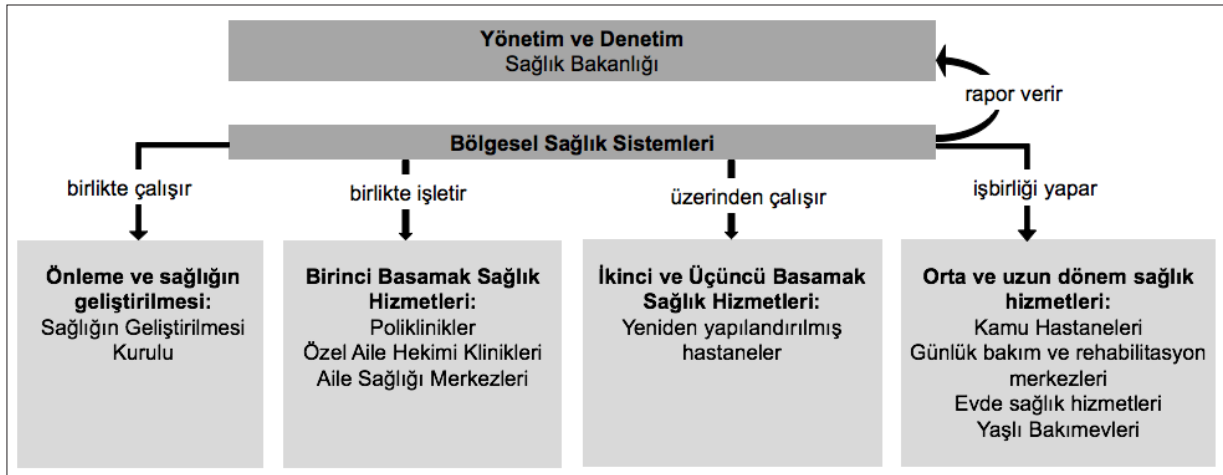 Yönetim ve Denetim
Sağlık Bakanlığı
rapor verir
Bölgesel Sağlık Sistemleri
birlikte çalışır
birlikte işletir
üzerinden çalışır
işbirliği yapar
Önleme ve sağlığın
geliştirilmesi:
Sağlığın Geliştirilmesi
Kurulu
Birinci Basamak Sağlık
Hizmetleri:
Poliklinikler
Özel Aile Hekimi Klinikleri
Aile Sağlığı Merkezleri
İkinci ve Üçüncü Basamak
Sağlık Hizmetleri:
Yeniden yapılandırılmış
hastaneler
Orta ve uzun dönem sağlık
hizmetleri:
Kamu Hastaneleri
Günlük bakım ve rehabilitasyon
merkezleri
Evde sağlık hizmetleri
Yaşlı Bakımevleri